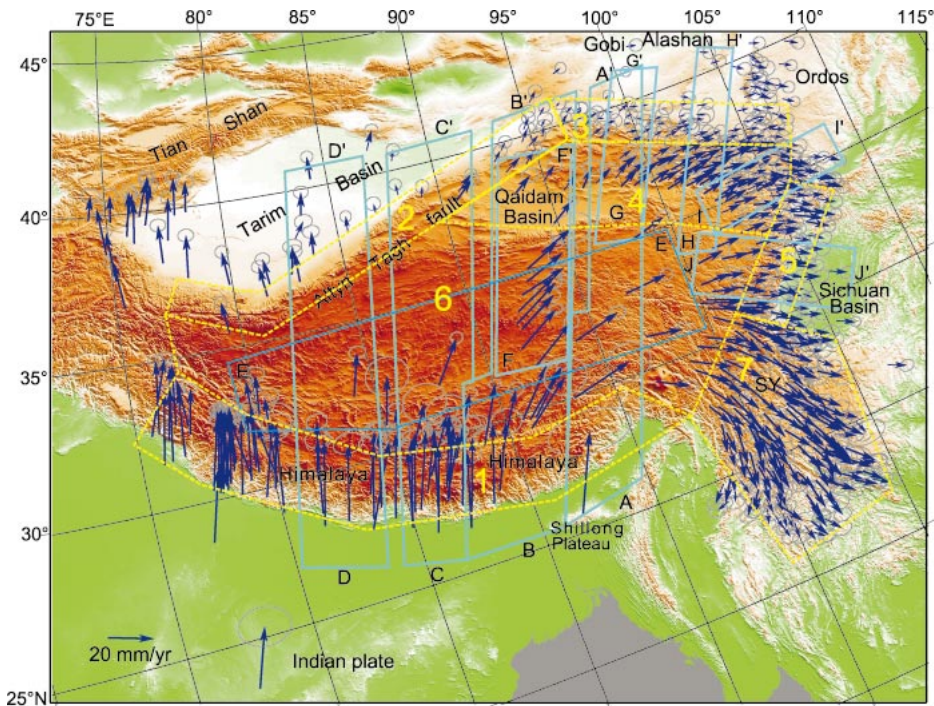 75°E 80° 85° 90° 95° 100° 105° 110° 115°
45°
40°
35°
30°
25°N
Gobi Alashan H'
A' G'
Ordos
Tian Shan
B'
C'
3
I'
D'
Tarim Basin
F'
Qaidam
Basin
4
2
Altyn Tagh fault
G
I
E' H
J
6
J'
Sichuan
Basin
6
E
F
7
SY
Himalaya
Himalaya
1
A
Shillong
Plateau
B
D
C
20 mm/yr
Indian plate